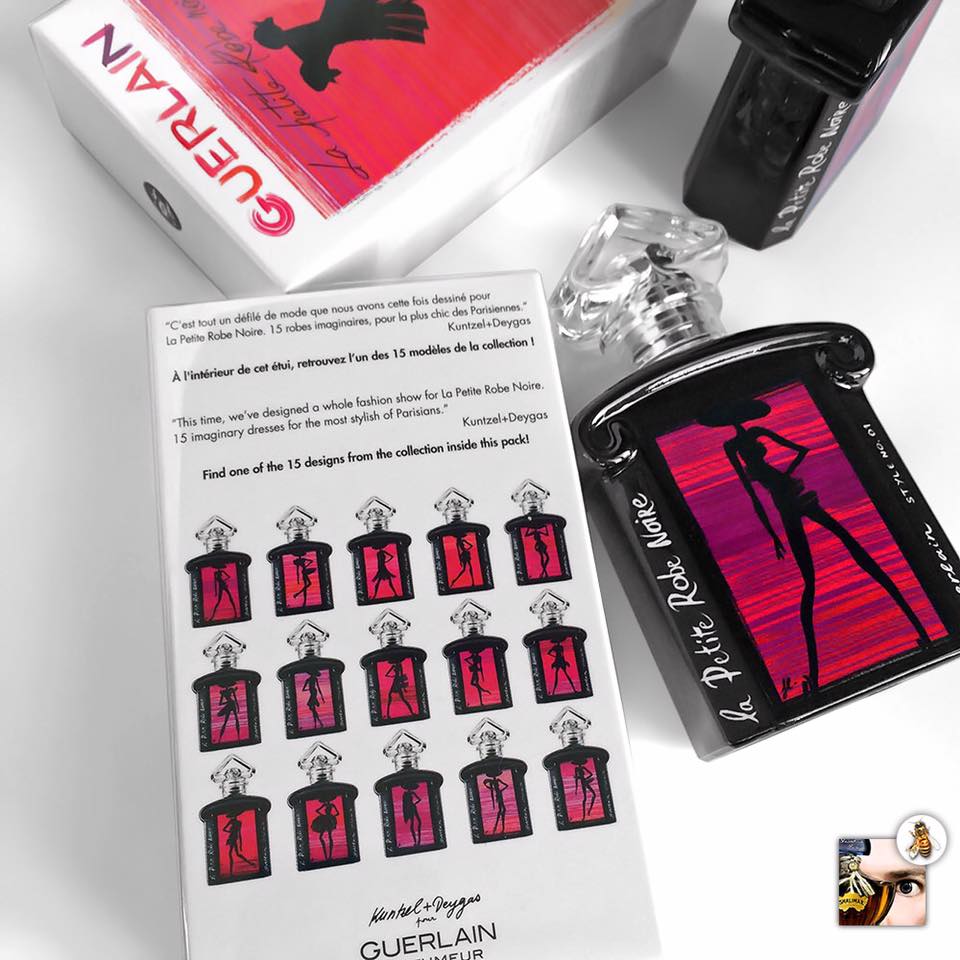 GUERLAIN
La petite Robe noire
"C'est tout un défilé de mode que nous avons cette fois dessiné pour
La Petite Robe Noire. 15 robes imaginaires, pour la plus chic des Parisiennes."
Kuntzel+Deygas
À l'intérieur de cet étui, retrouvez l'un des 15 modèles de la collection !
"This time, we've designed a whole fashion show for La Petite Robe Noire.
15 imaginary dresses for the most stylish of Parisians."
Kuntzel+Deygas
Find one of the 15 designs from the collection inside this pack!
Kuntzel+Deygas
pour
GUERLAIN
la Petite Robe Noire
la Petite Robe Noire
STYLE NO. 01
SHALIMAR